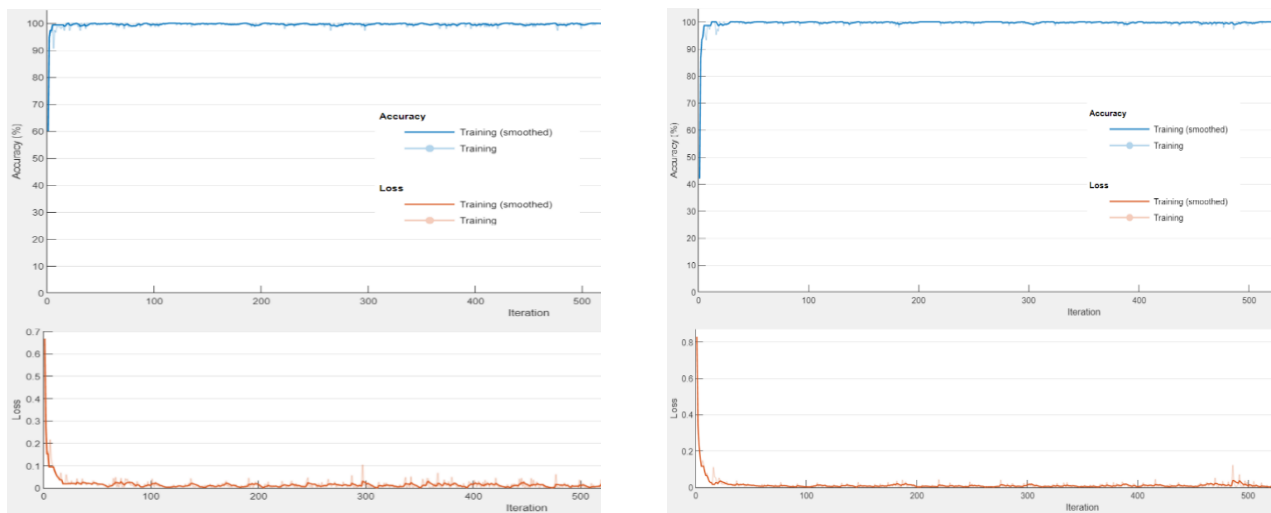 100
90
80
70
60
50
40
30
20
10
0
Accuracy (%)
Accuracy
Training (smoothed)
Training
Loss
Training (smoothed)
Training
0 100 200 300 400 500
Iteration
0.7
0.6
0.5
0.4
0.3
0.2
0.1
0
Loss
0 100 200 300 400 500
Iteration
100
90
80
70
60
50
40
30
20
10
0
Accuracy (%)
Accuracy
Training (smoothed)
Training
Loss
Training (smoothed)
Training
0 100 200 300 400 500
Iteration
0.8
0.6
0.4
0.2
0
Loss
0 100 200 300 400 500
Iteration